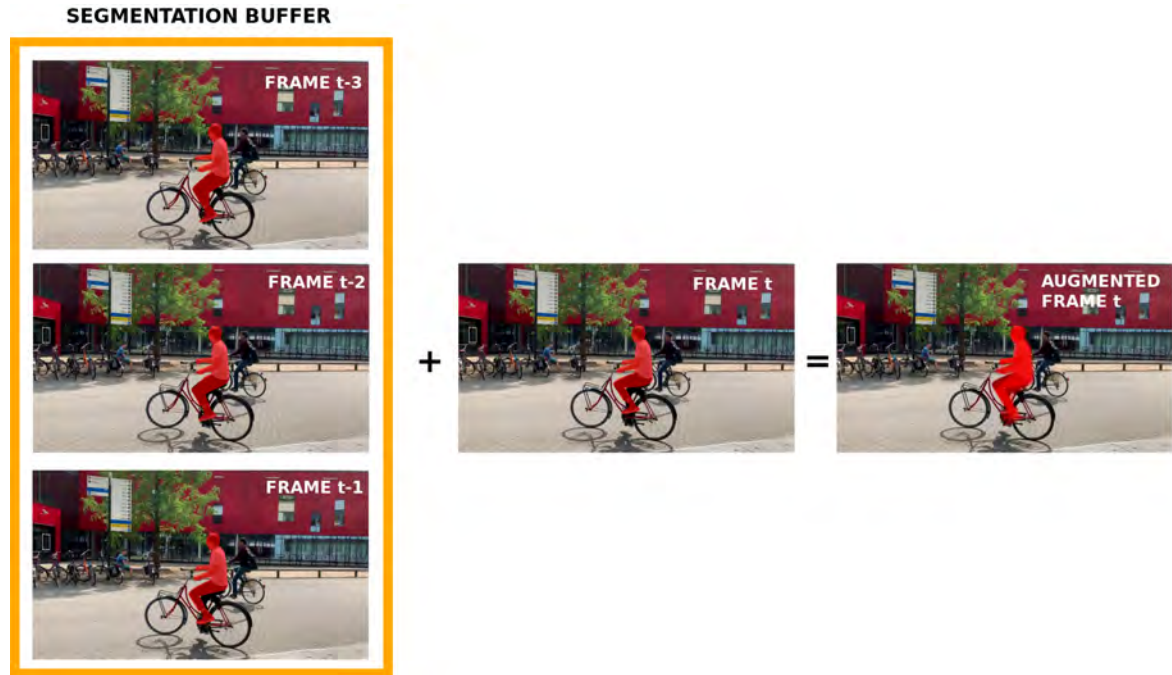 SEGMENTATION BUFFER
FRAME t-3
FRAME t-2
FRAME t-1
+
FRAME t
=
AUGMENTED
FRAME t